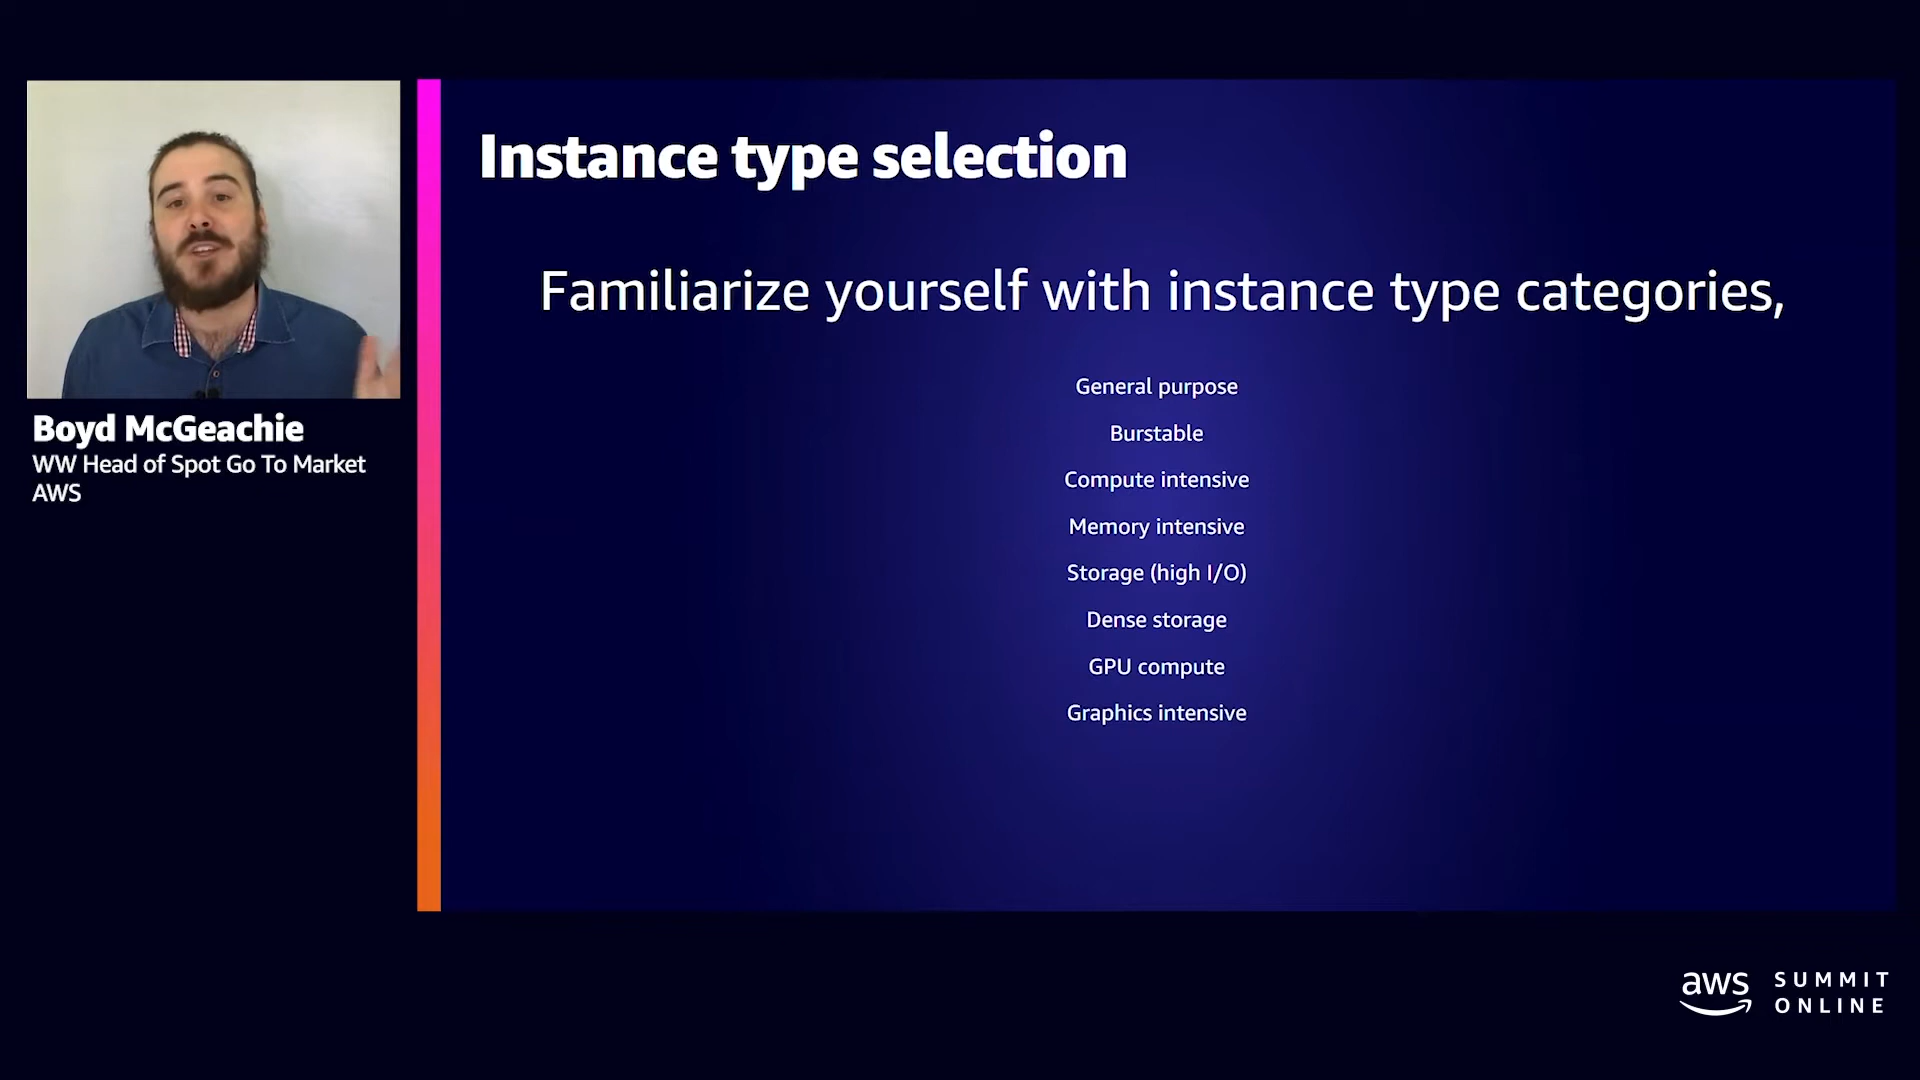 Instance type selection
Familiarize yourself with instance type categories,
General purpose
Burstable
Compute intensive
Memory intensive
Storage (high I/O)
Dense storage
GPU compute
Graphics intensive
Boyd McGeachie
WW Head of Spot Go To Market
AWS
aws
SUMMIT
ONLINE